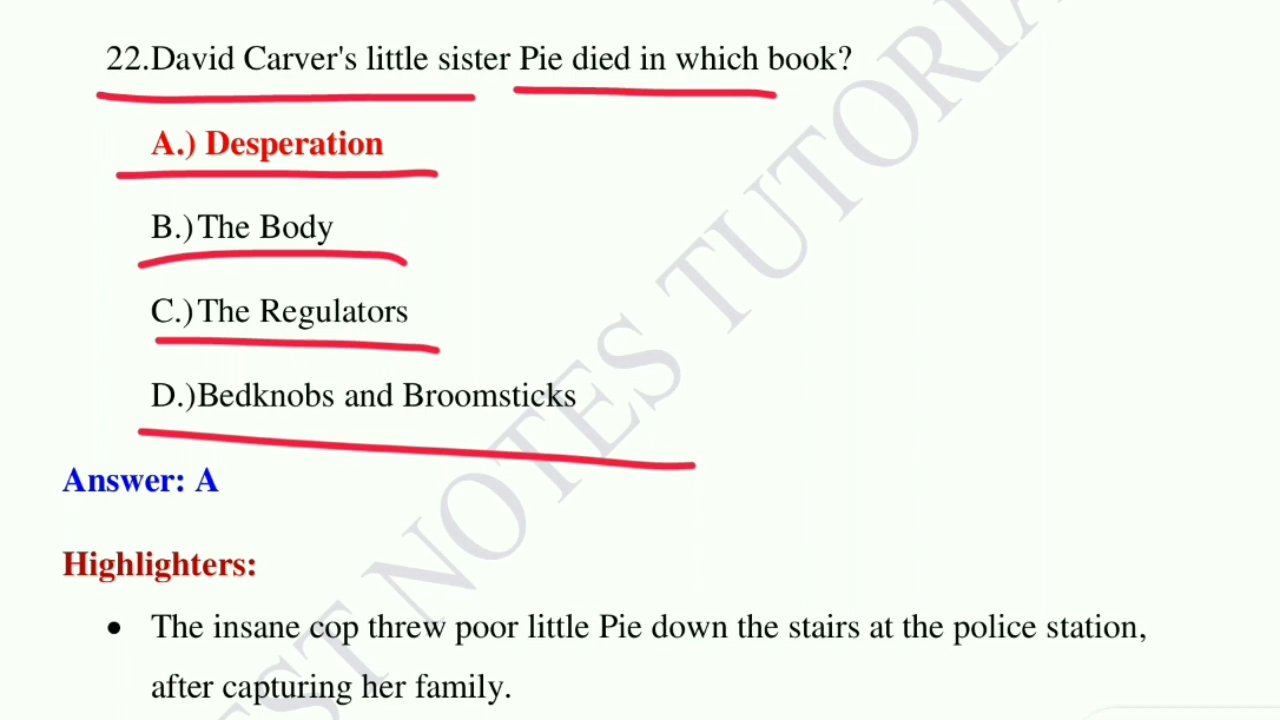 22.David Carver's little sister Pie died in which book?
A.) Desperation
B.)The Body
C.)The Regulators
D.)Bedknobs and Broomsticks
Answer: A
Highlighters:
• The insane cop threw poor little Pie down the stairs at the police station,
after capturing her family.
NOTES